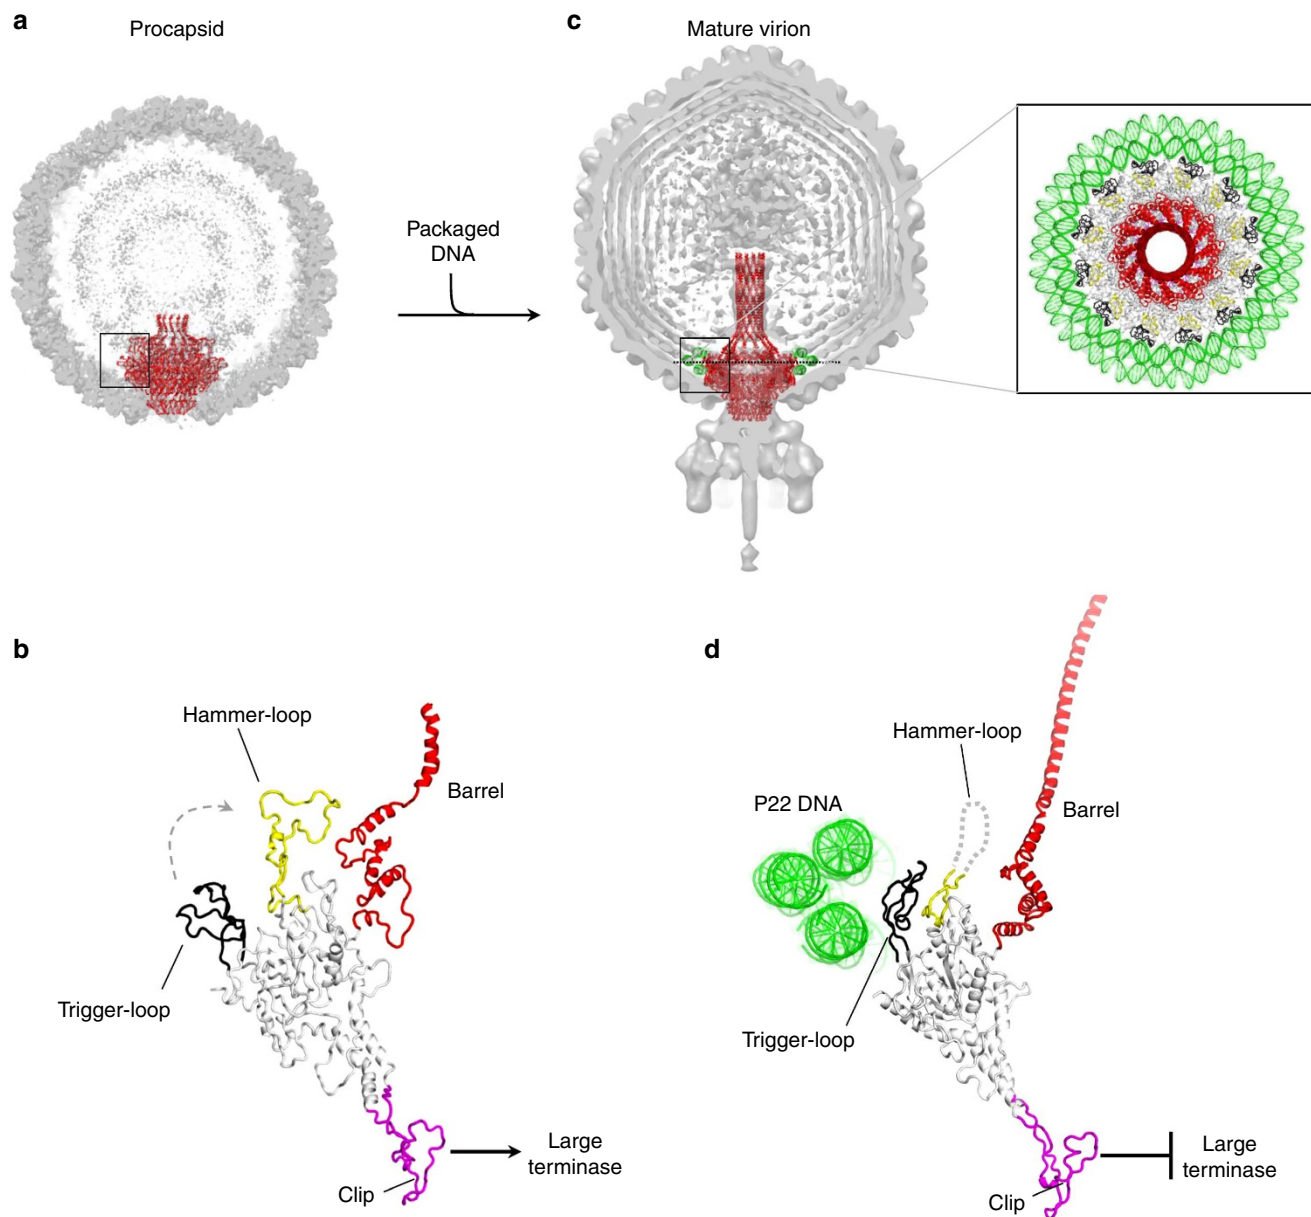 a
Procapsid
c
Mature virion
Packaged
DNA
b
Hammer-loop
Barrel
Trigger-loop
Large
terminase
Clip
d
Hammer-loop
P22 DNA
Barrel
Trigger-loop
Large
terminase
Clip